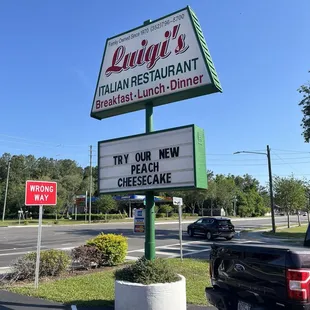 Luigi's
ITALIAN RESTAURANT
Breakfast • Lunch • Dinner
TRY OUR NEW
PEACH
CHEESECAKE
WRONG
WAY